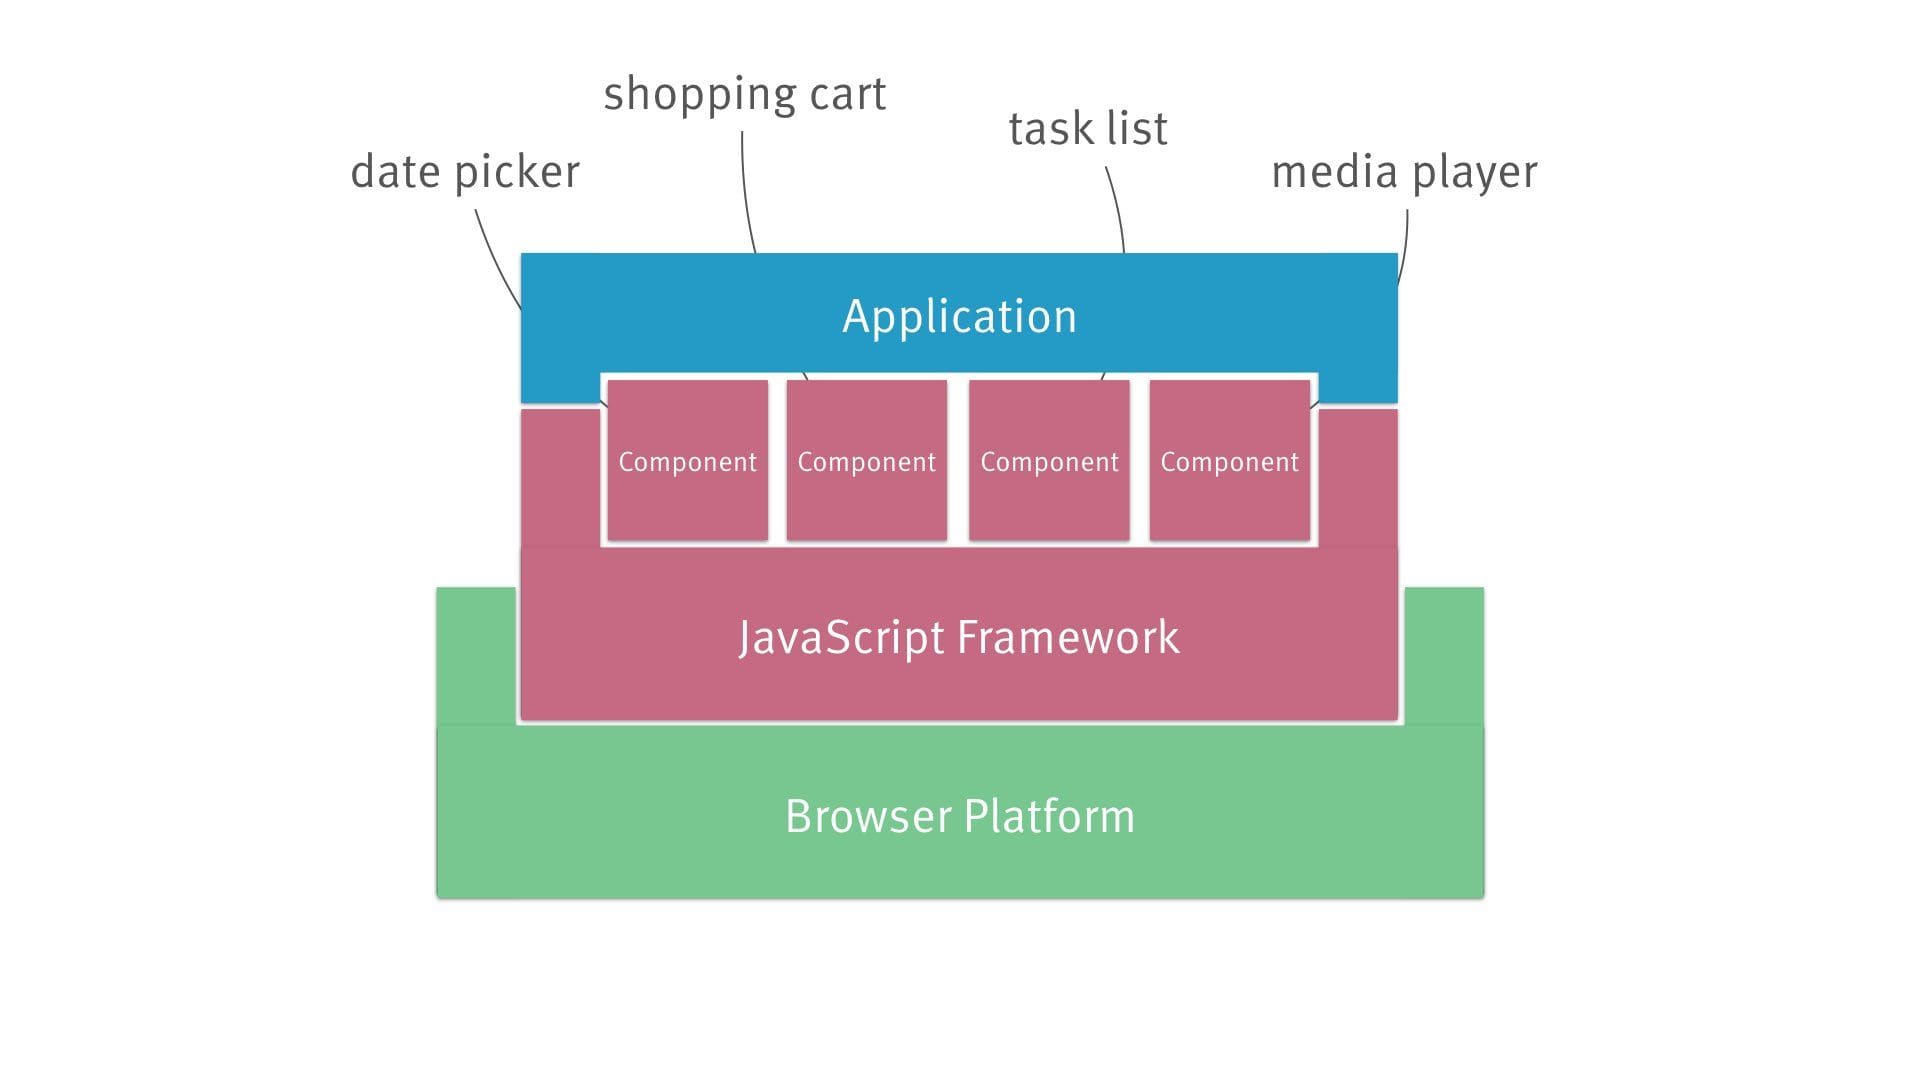 shopping cart
task list
date picker
media player
Application
Component
Component
Component
Component
JavaScript Framework
Browser Platform